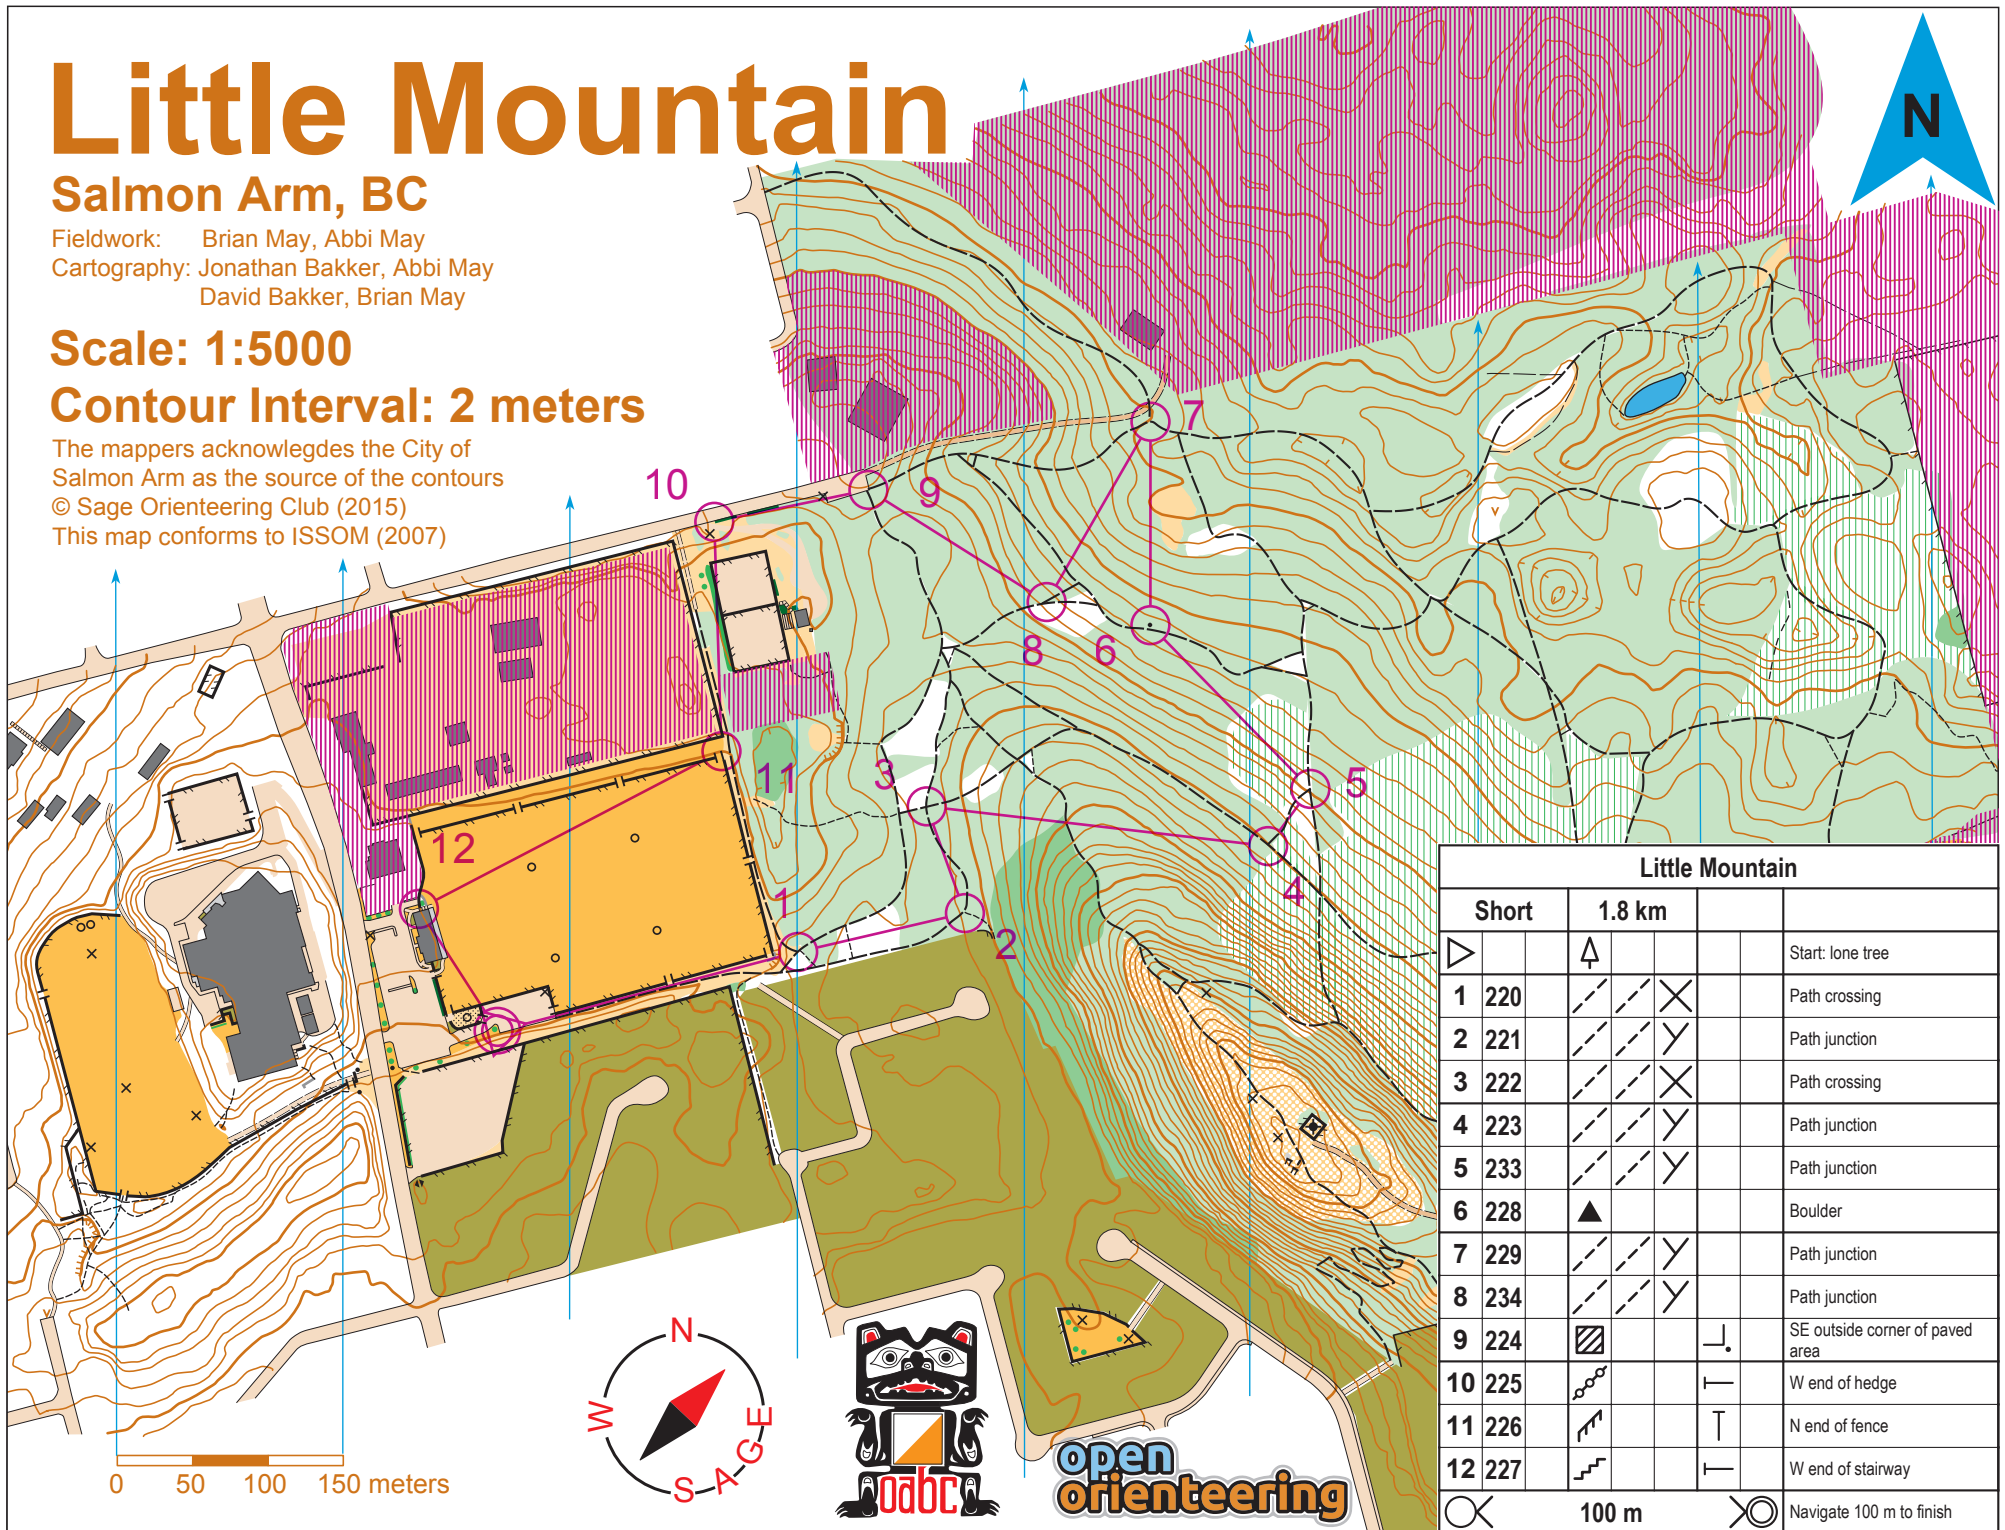 Little Mountain
Salmon Arm, BC
Fieldwork: Brian May, Abbi May
Cartography: Jonathan Bakker, Abbi May
David Bakker, Brian May
Scale: 1:5000
Contour Interval: 2 meters
The mappers acknowlegdes the City of
Salmon Arm as the source of the contours
© Sage Orienteering Club (2015)
This map conforms to ISSOM (2007)
N
7
10
9
8
6
3
11
5
12
1
4
2
Little Mountain
Short 1.8 km
Start: lone tree
1 220 Path crossing
2 221 Path junction
3 222 Path crossing
4 223 Path junction
5 233 Path junction
6 228 Boulder
7 229 Path junction
8 234 Path junction
9 224 SE outside corner of paved
area
10 225 W end of hedge
11 226 N end of fence
12 227 W end of stairway
100 m Navigate 100 m to finish
0 50 100 150 meters
N
W
SAGE
oabc
open
orienteering